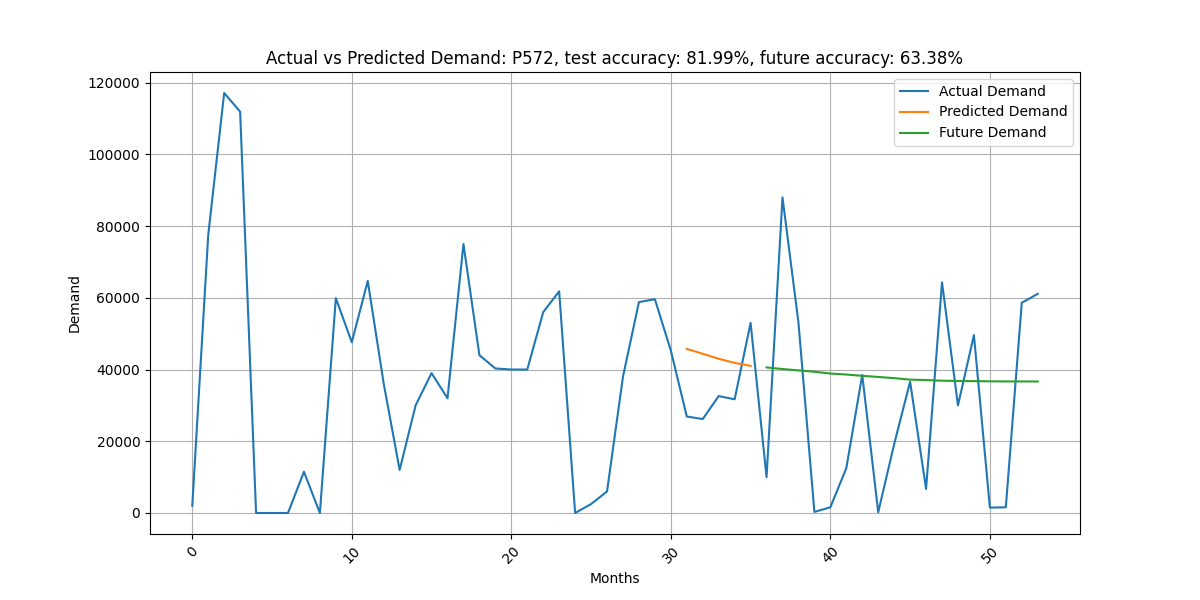 Actual vs Predicted Demand: P572, test accuracy: 81.99%, future accuracy: 63.38%
Actual Demand
Predicted Demand
Future Demand
Demand
120000
100000
80000
60000
40000
20000
0
0
10
20
30
40
50
Months